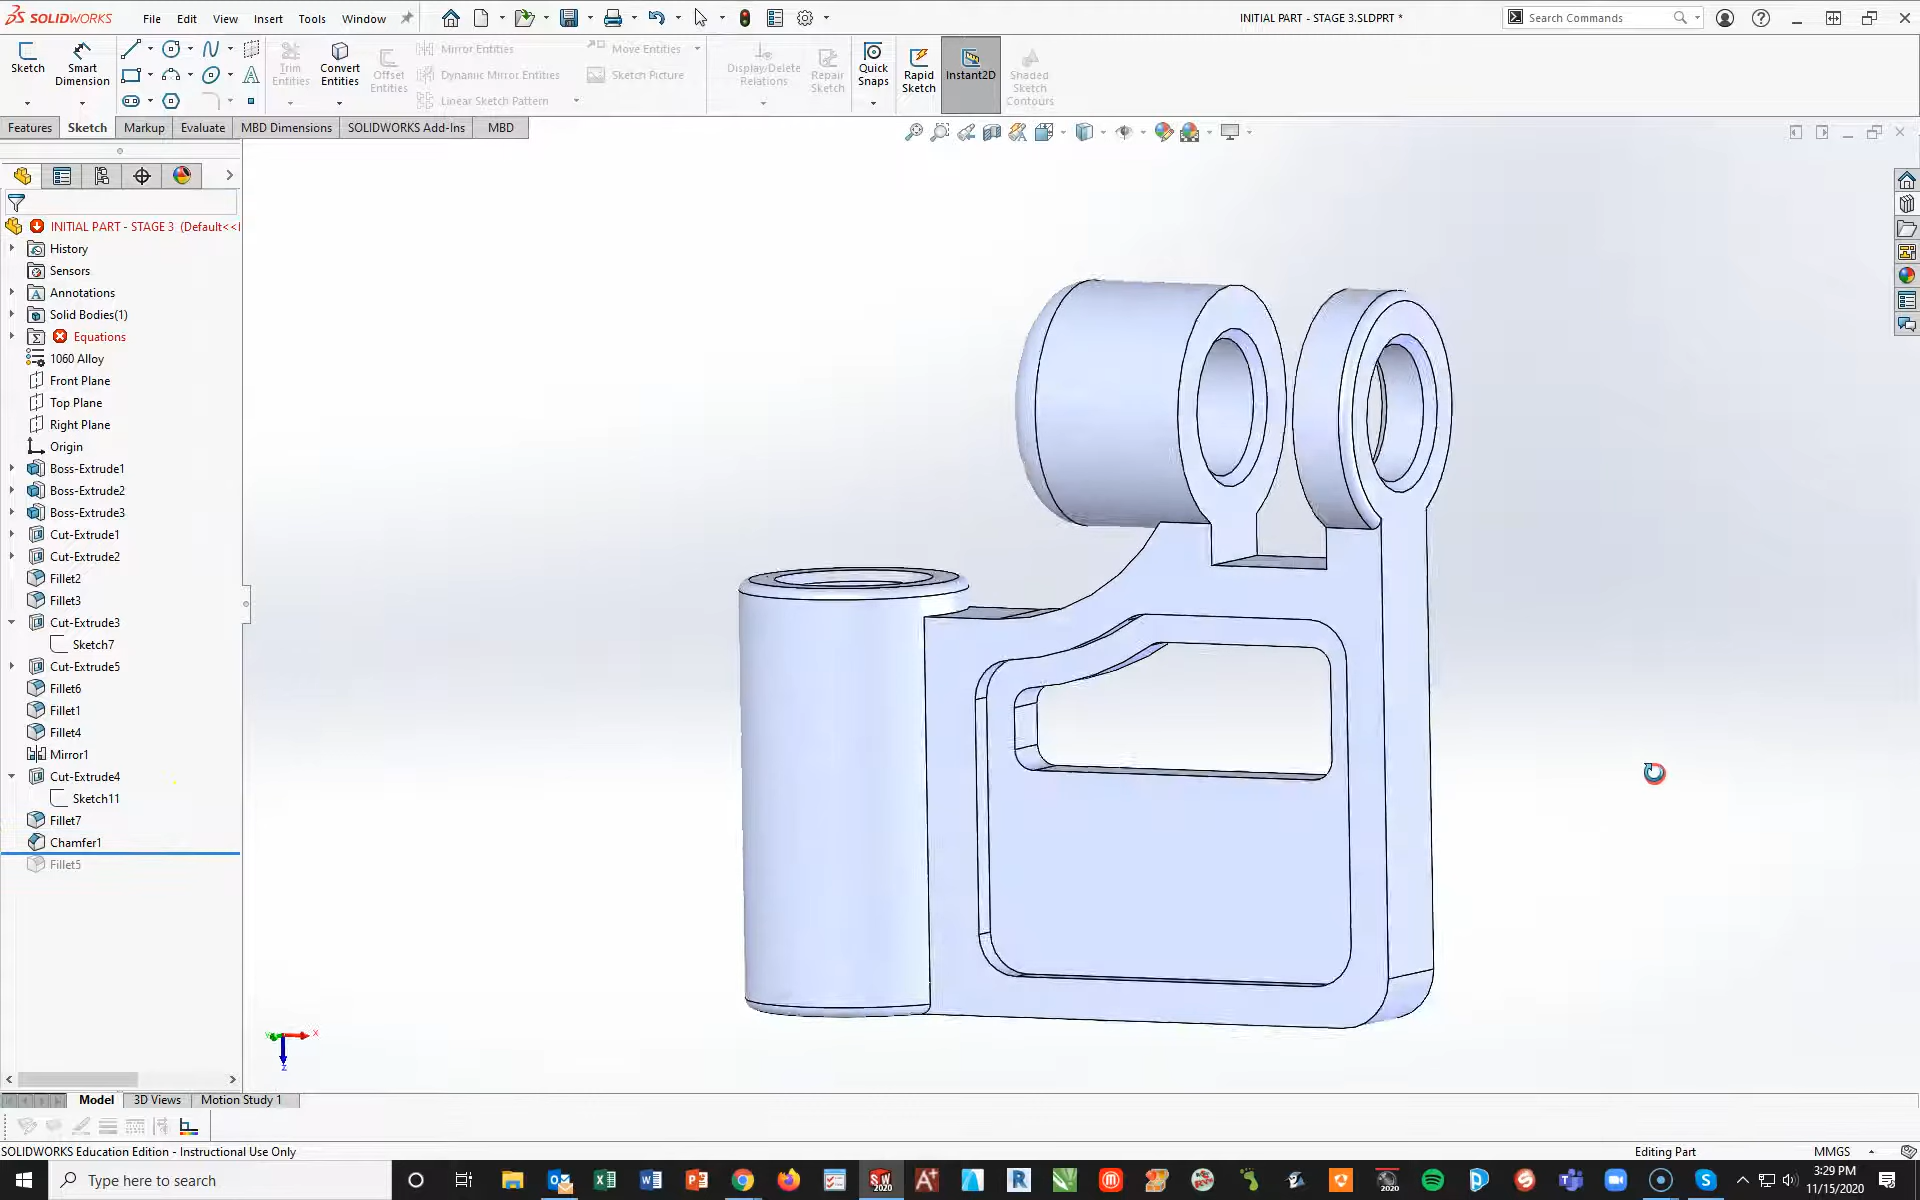 SOLIDWORKS File Edit View Insert Tools Window INITIAL PART - STAGE 3.SLDPRT * Search Commands
Sketch Smart Dimension Trim Entities Convert Entities Offset Entities Mirror Entities Move Entities Display/Delete Relations Repair Sketch Quick Snaps Rapid Sketch Instant2D Shaded Sketch Contours
Dynamic Mirror Entities Sketch Picture
Linear Sketch Pattern
Features Sketch Markup Evaluate MBD Dimensions SOLIDWORKS Add-Ins MBD
INITIAL PART - STAGE 3 (Default<<
History
Sensors
Annotations
Solid Bodies(1)
Equations
1060 Alloy
Front Plane
Top Plane
Right Plane
Origin
Boss-Extrude1
Boss-Extrude2
Boss-Extrude3
Cut-Extrude1
Cut-Extrude2
Fillet2
Fillet3
Cut-Extrude3
Sketch7
Cut-Extrude5
Fillet6
Fillet1
Fillet4
Mirror1
Cut-Extrude4
Sketch11
Fillet7
Chamfer1
Fillet5
X
Y
Z
Model 3D Views Motion Study 1
SOLIDWORKS Education Edition - Instructional Use Only Editing Part MMGS
Type here to search
3:29 PM
11/15/2020